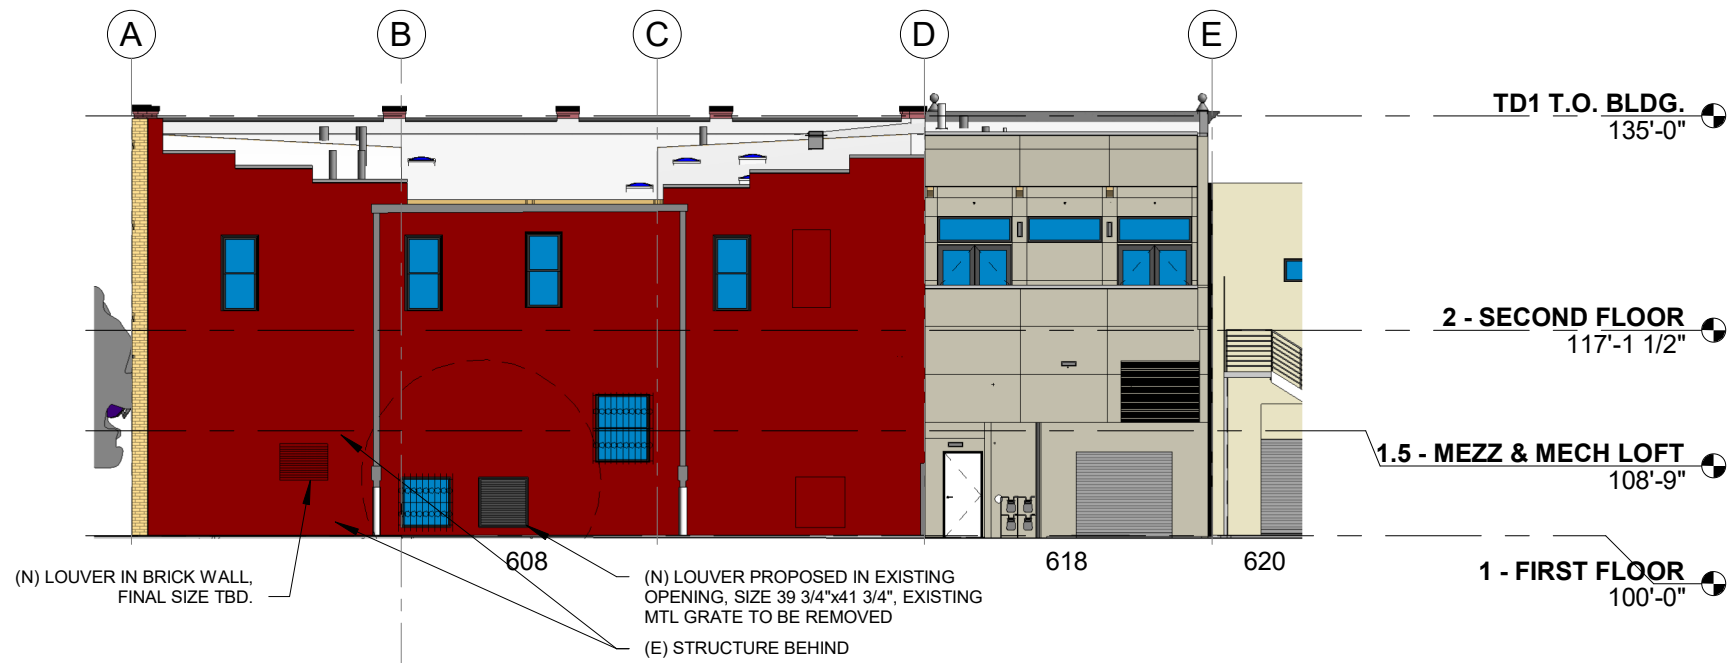 A B C D E
TD1 T.O. BLDG.
135'-0"
2 - SECOND FLOOR
117'-1 1/2"
1.5 - MEZZ & MECH LOFT
108'-9"
1 - FIRST FLOOR
100'-0"
608 618 620
(N) LOUVER IN BRICK WALL,
FINAL SIZE TBD.
(N) LOUVER PROPOSED IN EXISTING
OPENING, SIZE 39 3/4"x41 3/4", EXISTING
MTL GRATE TO BE REMOVED
(E) STRUCTURE BEHIND